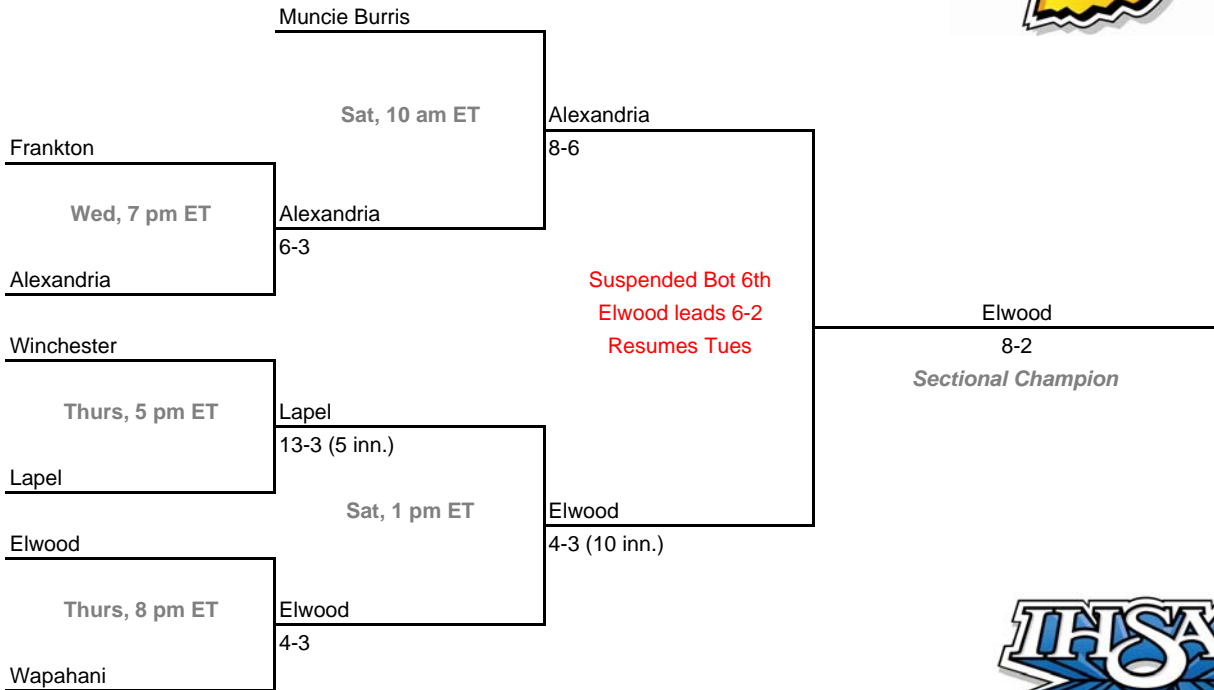 Muncie Burris
Sat, 10 am ET
Alexandria
8-6
Frankton
Wed, 7 pm ET
Alexandria
6-3
Alexandria
Suspended Bot 6th
Elwood leads 6-2
Resumes Tues
Elwood
8-2
Sectional Champion
Winchester
Thurs, 5 pm ET
Lapel
13-3 (5 inn.)
Lapel
Sat, 1 pm ET
Elwood
4-3 (10 inn.)
Elwood
Thurs, 8 pm ET
Elwood
4-3
Wapahani
IHSA